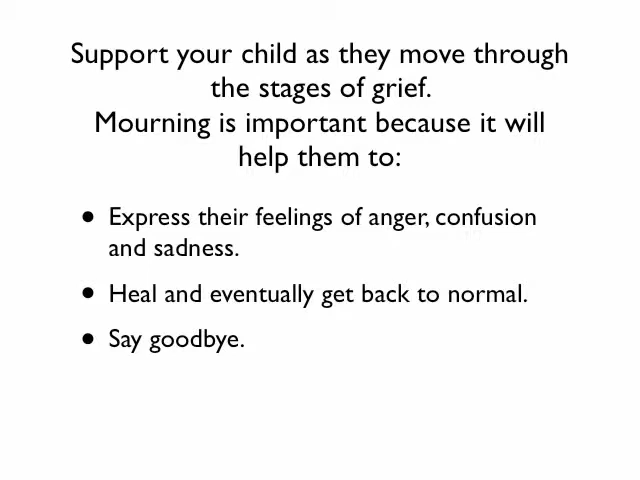 Support your child as they move through
the stages of grief.
Mourning is important because it will
help them to:
• Express their feelings of anger, confusion
and sadness.
• Heal and eventually get back to normal.
• Say goodbye.